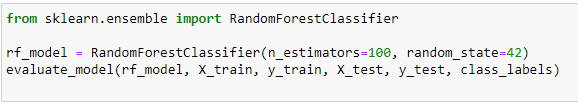 from sklearn.ensemble import RandomForestClassifier
rf_model = RandomForestClassifier(n_estimators=100, random_state=42)
evaluate_model(rf_model, X_train, y_train, X_test, y_test, class_labels)